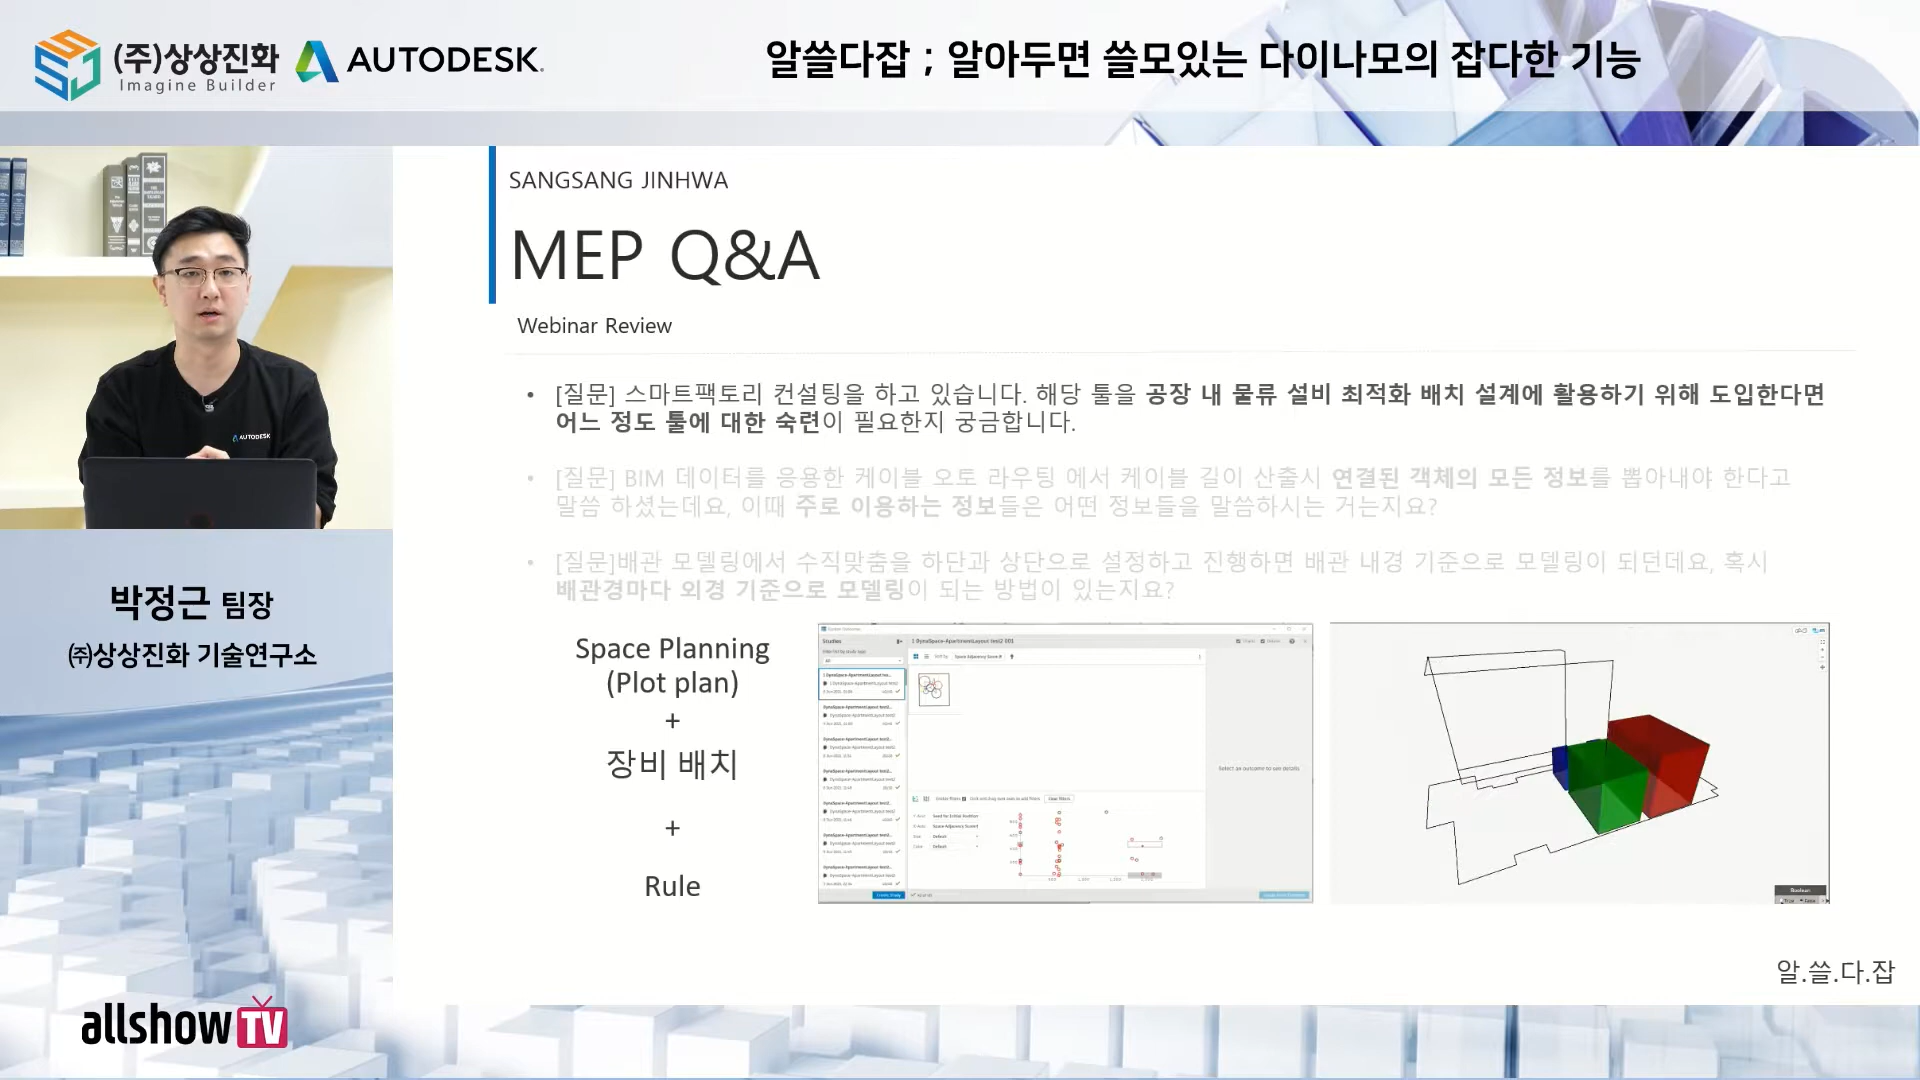 (주)상상진화
Imagine Builder
AUTODESK.
알쓸다잡 ; 알아두면 쓸모있는 다이나모의 잡다한 기능
SANGSANG JINHWA
MEP Q&A
Webinar Review
• [질문] 스마트팩토리 컨설팅을 하고 있습니다. 해당 툴을 공장 내 물류 설비 최적화 배치 설계에 활용하기 위해 도입한다면
어느 정도 툴에 대한 숙련이 필요한지 궁금합니다.
• [질문] BIM 데이터를 응용한 케이블 오토 라우팅 에서 케이블 길이 산출시 연결된 객체의 모든 정보를 뽑아내야 한다고
말씀 하셨는데요, 이때 주로 이용하는 정보들은 어떤 정보들을 말씀하시는 거는지요?
• [질문]배관 모델링에서 수직맞춤을 하단과 상단으로 설정하고 진행하면 배관 내경 기준으로 모델링이 되던데요, 혹시
배관경마다 외경 기준으로 모델링이 되는 방법이 있는지요?
Space Planning
(Plot plan)
+
장비 배치
+
Rule
Studies
1 DynaSpace-ApartmentLayout test2 001
Select an outcome to see details
Boolean
AUTODESK
박정근 팀장
㈜상상진화 기술연구소
알.쓸.다.잡
allshow TV